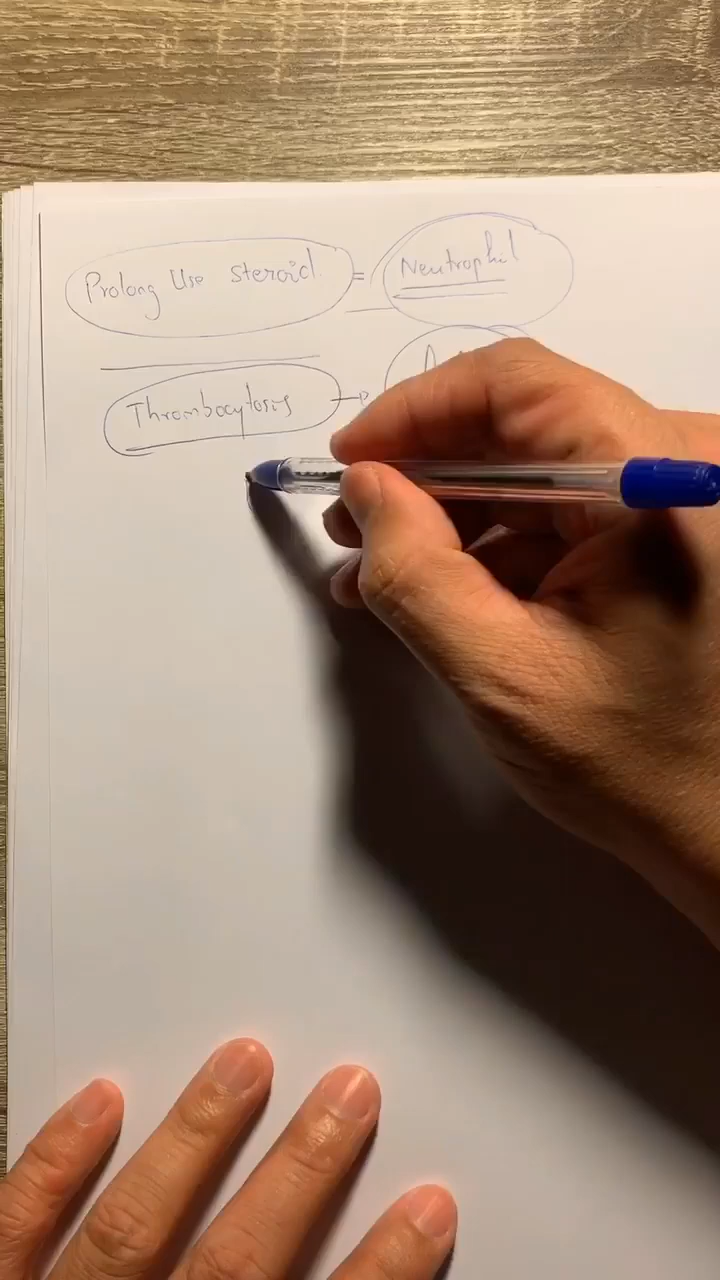 Prolong Use steroid = Neutrophil
Thrombocytosis →